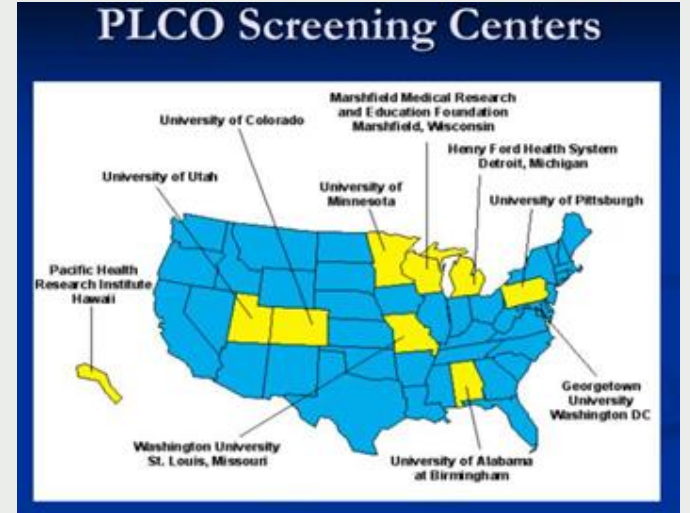 PLCO Screening Centers
Marshfield Medical Research
and Education Foundation
Marshfield, Wisconsin
University of Colorado
Henry Ford Health System
Detroit, Michigan
University of Utah
University of
Minnesota
University of Pittsburgh
Pacific Health
Research Institute
Hawaii
Georgetown
University
Washington DC
Washington University
St. Louis, Missouri
University of Alabama
at Birmingham